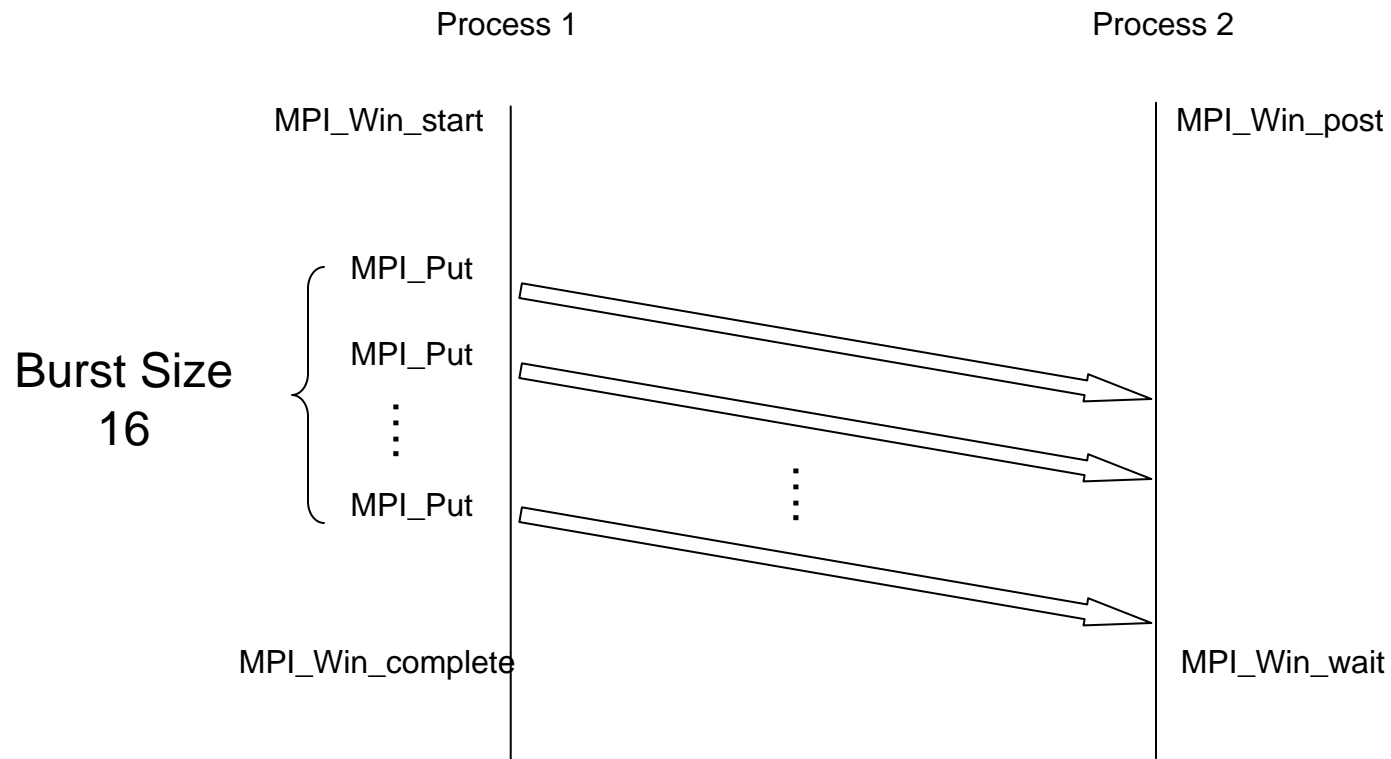 Process 1
Process 2
MPI_Win_start
MPI_Win_post
MPI_Put
MPI_Put
Burst Size
16
MPI_Put
MPI_Win_complete
MPI_Win_wait